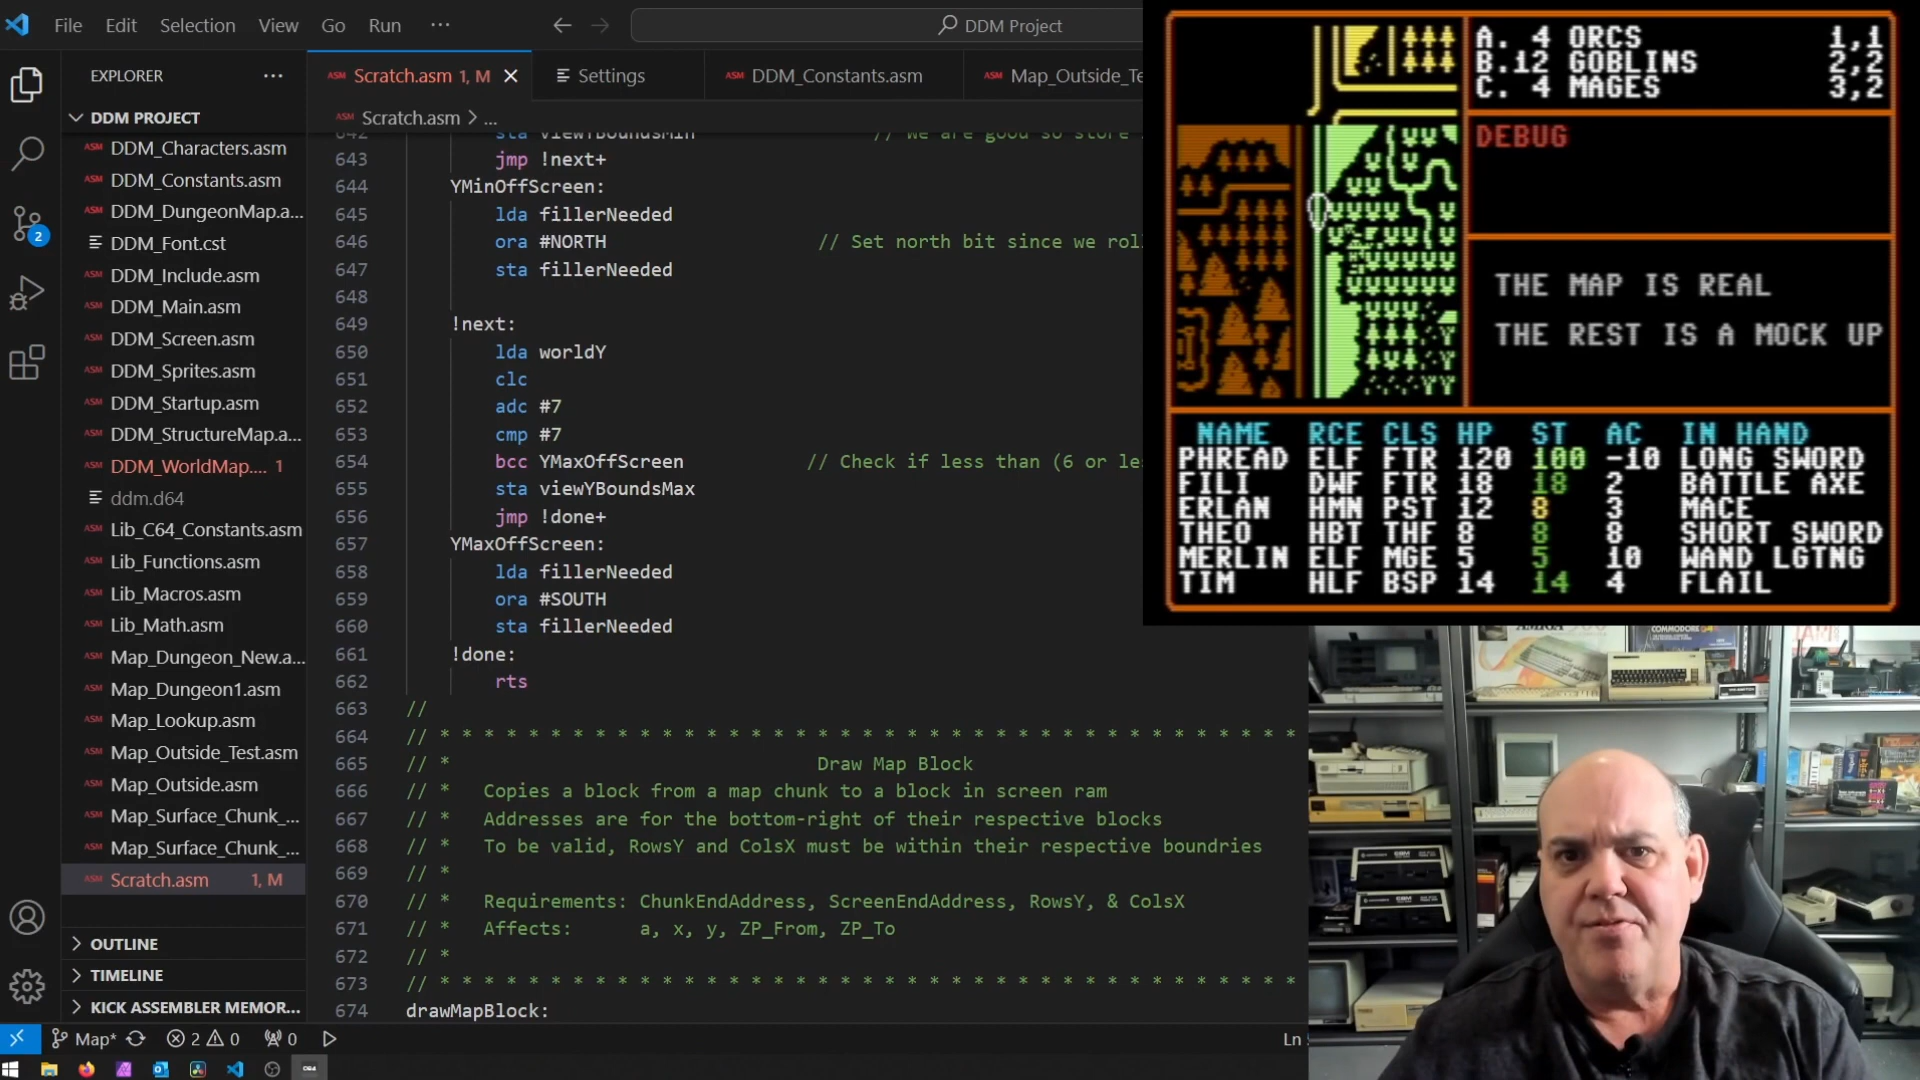 File Edit Selection View Go Run ...
DDM Project
EXPLORER ...
Scratch.asm 1, M
Settings
DDM_Constants.asm
Map_Outside_Te
DDM PROJECT
Scratch.asm > ...
DDM_Characters.asm
DDM_Constants.asm
DDM_DungeonMap.a...
DDM_Font.cst
DDM_Include.asm
DDM_Main.asm
DDM_Screen.asm
DDM_Sprites.asm
DDM_Startup.asm
DDM_StructureMap.a...
DDM_WorldMap.... 1
ddm.d64
Lib_C64_Constants.asm
Lib_Functions.asm
Lib_Macros.asm
Lib_Math.asm
Map_Dungeon_New.a...
Map_Dungeon1.asm
Map_Lookup.asm
Map_Outside_Test.asm
Map_Outside.asm
Map_Surface_Chunk_...
Map_Surface_Chunk_...
Scratch.asm 1, M
OUTLINE
TIMELINE
KICK ASSEMBLER MEMOR...
642 sta viewYBoundsMin // We are good so store
643 jmp !next+
644 YMinOffScreen:
645 lda fillerNeeded
646 ora #NORTH // Set north bit since we rol
647 sta fillerNeeded
648
649 !next:
650 lda worldY
651 clc
652 adc #7
653 cmp #7
654 bcc YMaxOffScreen // Check if less than (6 or le
655 sta viewYBoundsMax
656 jmp !done+
657 YMaxOffScreen:
658 lda fillerNeeded
659 ora #SOUTH
660 sta fillerNeeded
661 !done:
662 rts
663 //
664 // * * * * * * * * * * * * * * * * * * * * * * * * * * * * * * * * * * * * * * *
665 // * Draw Map Block
666 // * Copies a block from a map chunk to a block in screen ram
667 // * Addresses are for the bottom-right of their respective blocks
668 // * To be valid, RowsY and ColsX must be within their respective boundries
669 // *
670 // * Requirements: ChunkEndAddress, ScreenEndAddress, RowsY, & ColsX
671 // * Affects: a, x, y, ZP_From, ZP_To
672 // *
673 // * * * * * * * * * * * * * * * * * * * * * * * * * * * * * * * * * * * * * * *
674 drawMapBlock:
2
Map* 2 0 0
Ln
A. 4 ORCS 1,1
B.12 GOBLINS 2,2
C. 4 MAGES 3,2
DEBUG
THE MAP IS REAL
THE REST IS A MOCK UP
NAME RCE CLS HP ST AC IN HAND
PHREAD ELF FTR 120 100 -10 LONG SWORD
FILI DWF FTR 18 18 2 BATTLE AXE
ERLAN HMN PST 12 8 3 MACE
THEO HBT THF 8 8 8 SHORT SWORD
MERLIN ELF MGE 5 5 10 WAND LGTNG
TIM HLF BSP 14 14 4 FLAIL
COMMODORE 64